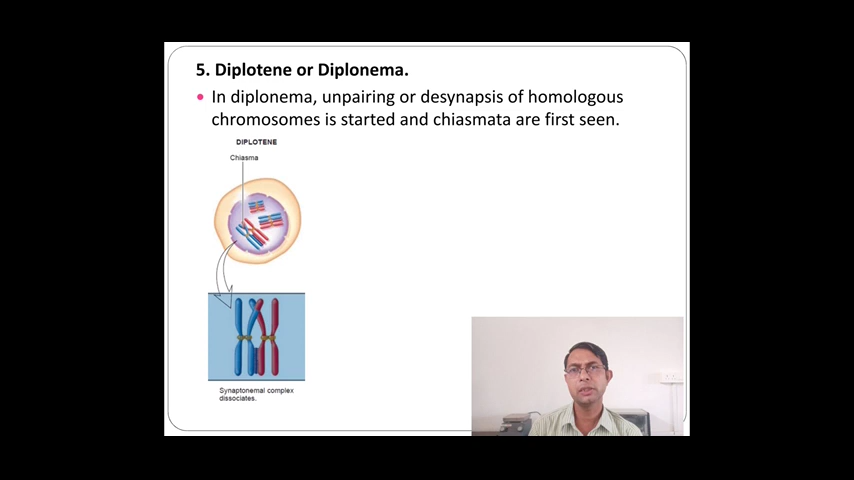 5. Diplotene or Diplonema.
• In diplonema, unpairing or desynapsis of homologous
chromosomes is started and chiasmata are first seen.
DIPLOTENE
Chiasma
Synaptonemal complex
dissociates.